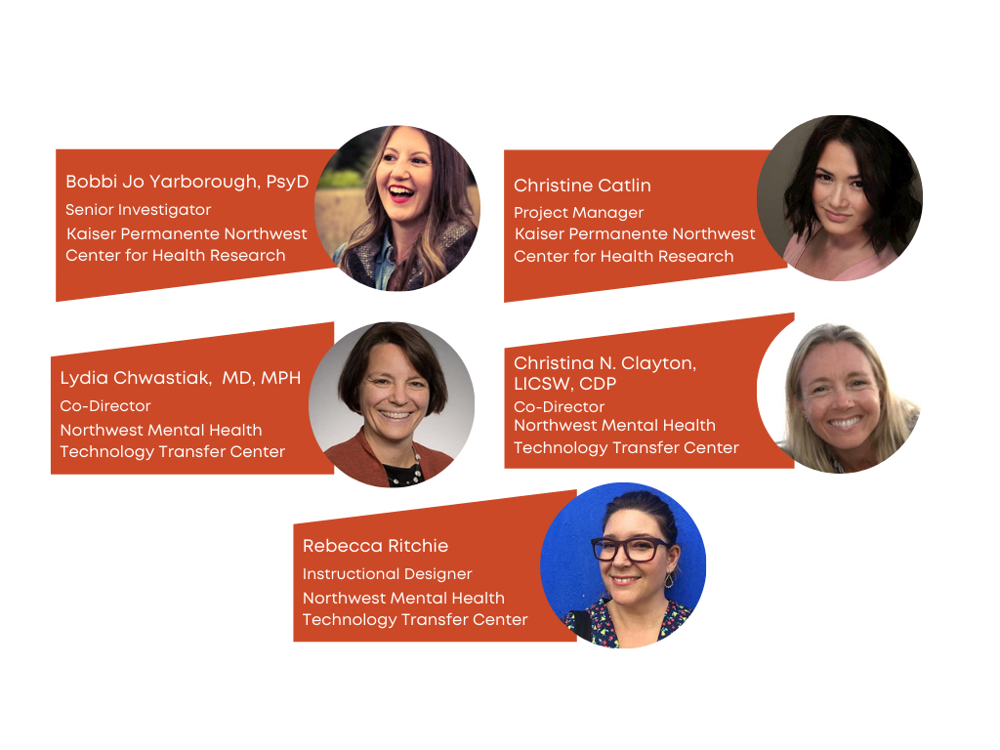 Bobbi Jo Yarborough, PsyD
Senior Investigator
Kaiser Permanente Northwest
Center for Health Research
Christine Catlin
Project Manager
Kaiser Permanente Northwest
Center for Health Research
Lydia Chwastiak, MD, MPH
Co-Director
Northwest Mental Health
Technology Transfer Center
Christina N. Clayton,
LICSW, CDP
Co-Director
Northwest Mental Health
Technology Transfer Center
Rebecca Ritchie
Instructional Designer
Northwest Mental Health
Technology Transfer Center